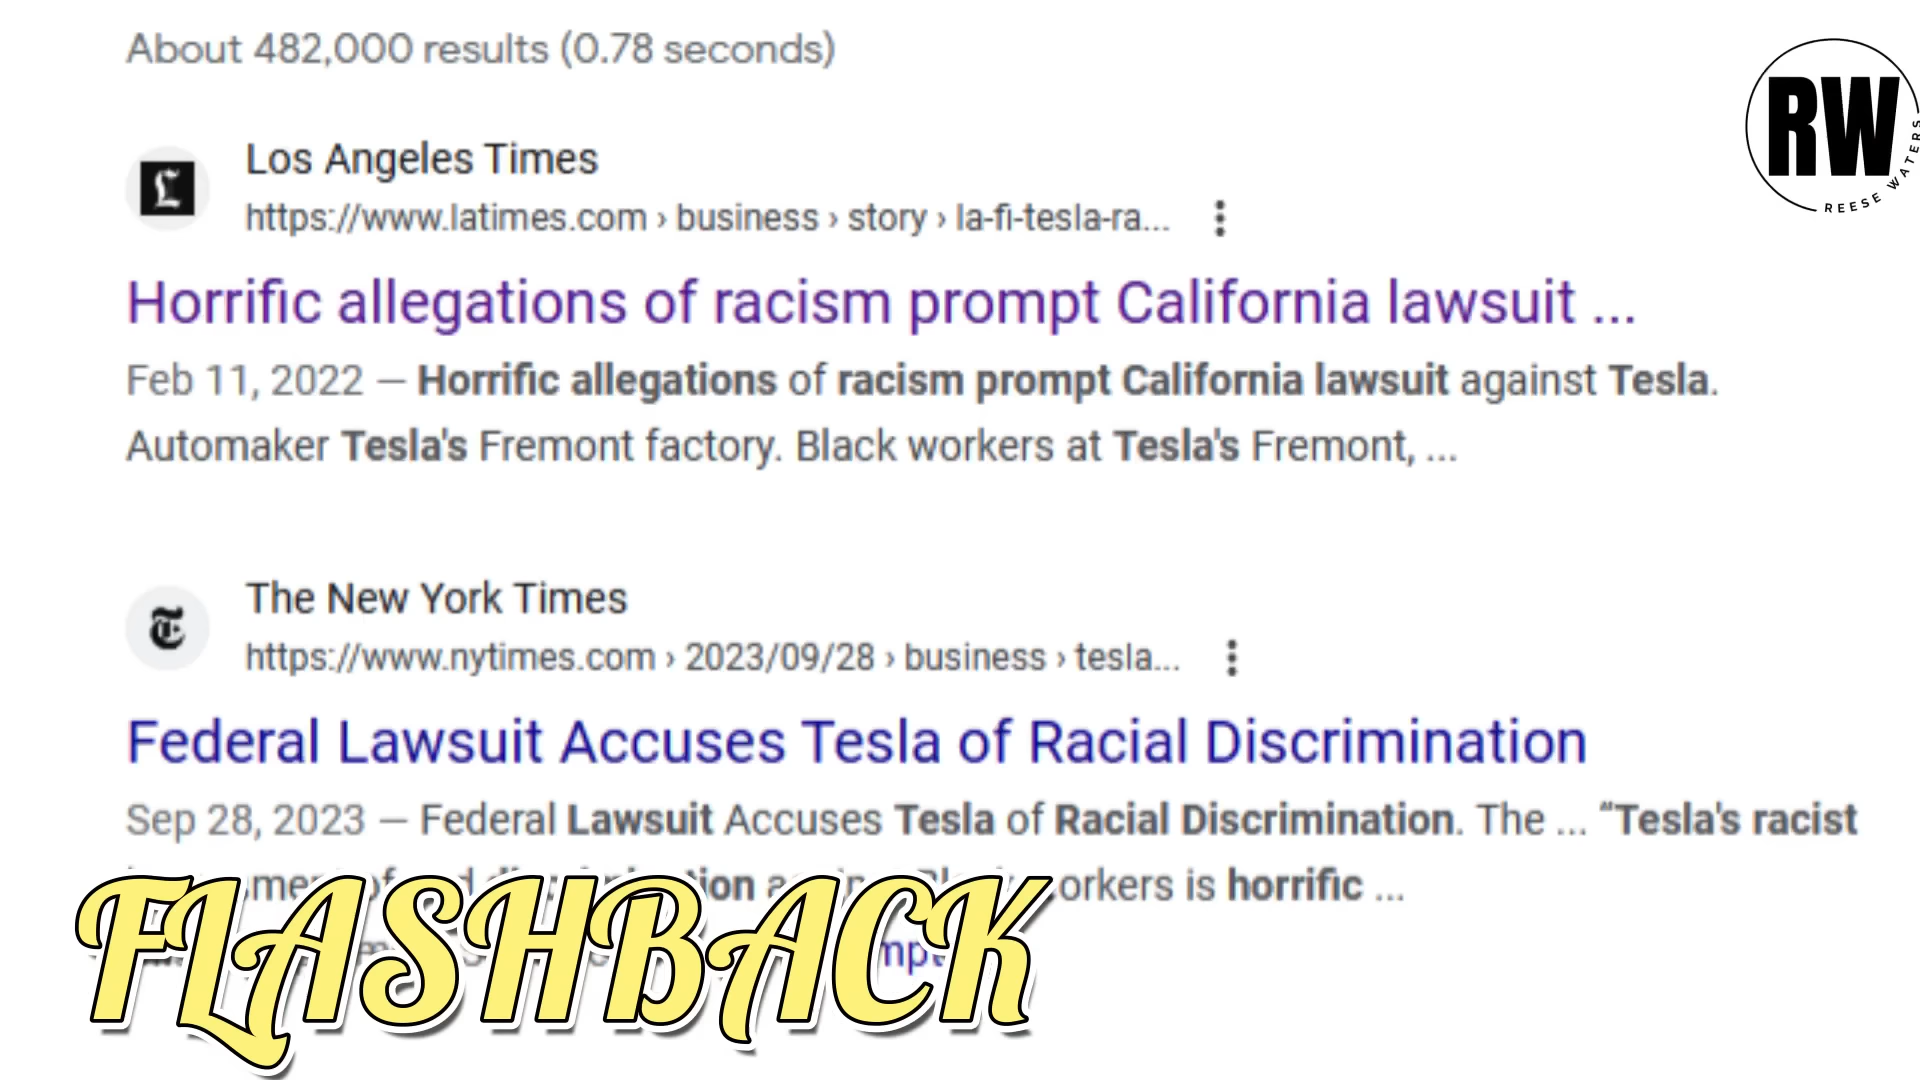 About 482,000 results (0.78 seconds)
RW
REESE WATERS
Los Angeles Times
https://www.latimes.com › business › story › la-fi-tesla-ra...
Horrific allegations of racism prompt California lawsuit ...
Feb 11, 2022 — Horrific allegations of racism prompt California lawsuit against Tesla.
Automaker Tesla's Fremont factory. Black workers at Tesla's Fremont, ...
The New York Times
https://www.nytimes.com › 2023/09/28 › business › tesla...
Federal Lawsuit Accuses Tesla of Racial Discrimination
Sep 28, 2023 — Federal Lawsuit Accuses Tesla of Racial Discrimination. The ... “Tesla's racist
is horrific ...
FLASHBACK